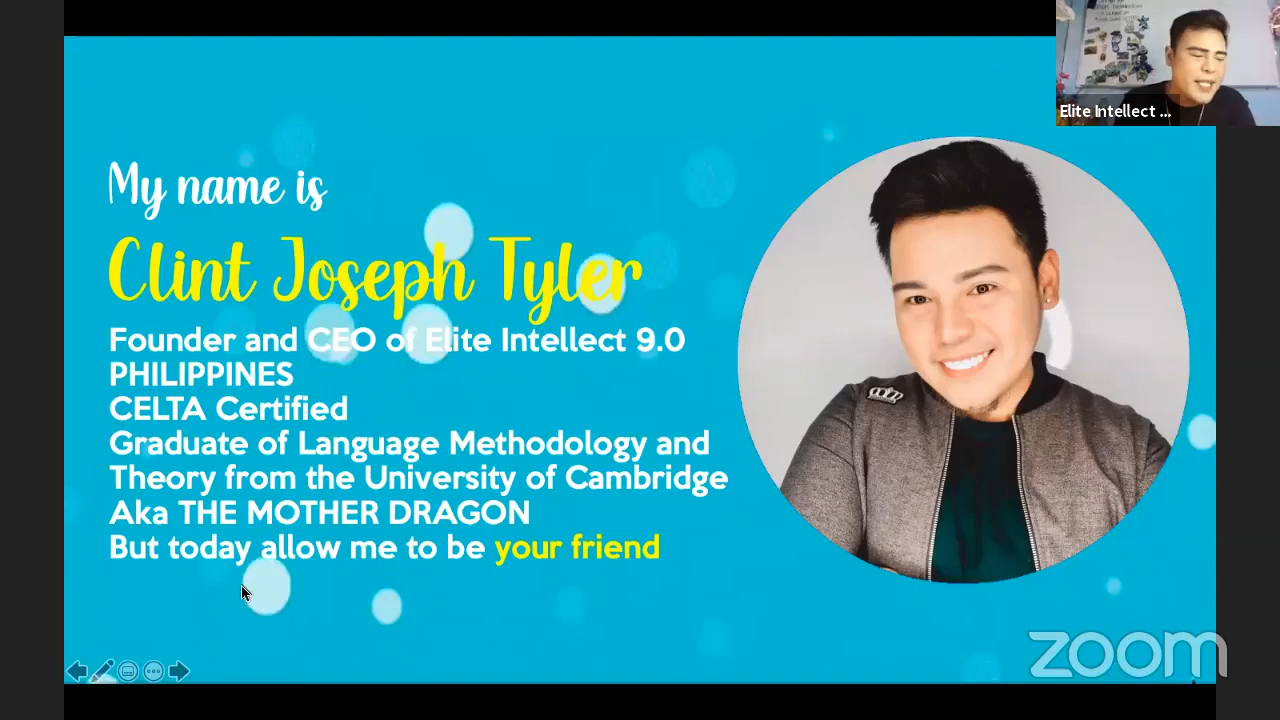 My name is
Clint Joseph Tyler
Founder and CEO of Elite Intellect 9.0
PHILIPPINES
CELTA Certified
Graduate of Language Methodology and
Theory from the University of Cambridge
Aka THE MOTHER DRAGON
But today allow me to be your friend
Elite Intellect ...
zoom